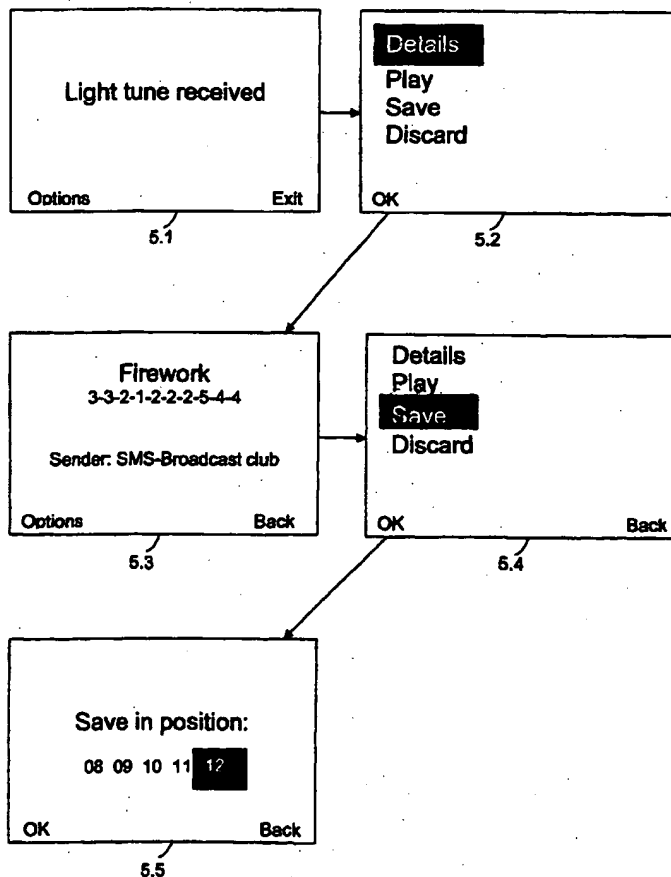 Light tune received
Options Exit
5.1
Details
Play
Save
Discard
OK
5.2
Firework
3-3-2-1-2-2-2-5-4-4
Sender: SMS-Broadcast club
Options Back
5.3
Details
Play
Save
Discard
OK Back
5.4
Save in position:
08 09 10 11 12
OK Back
5.5